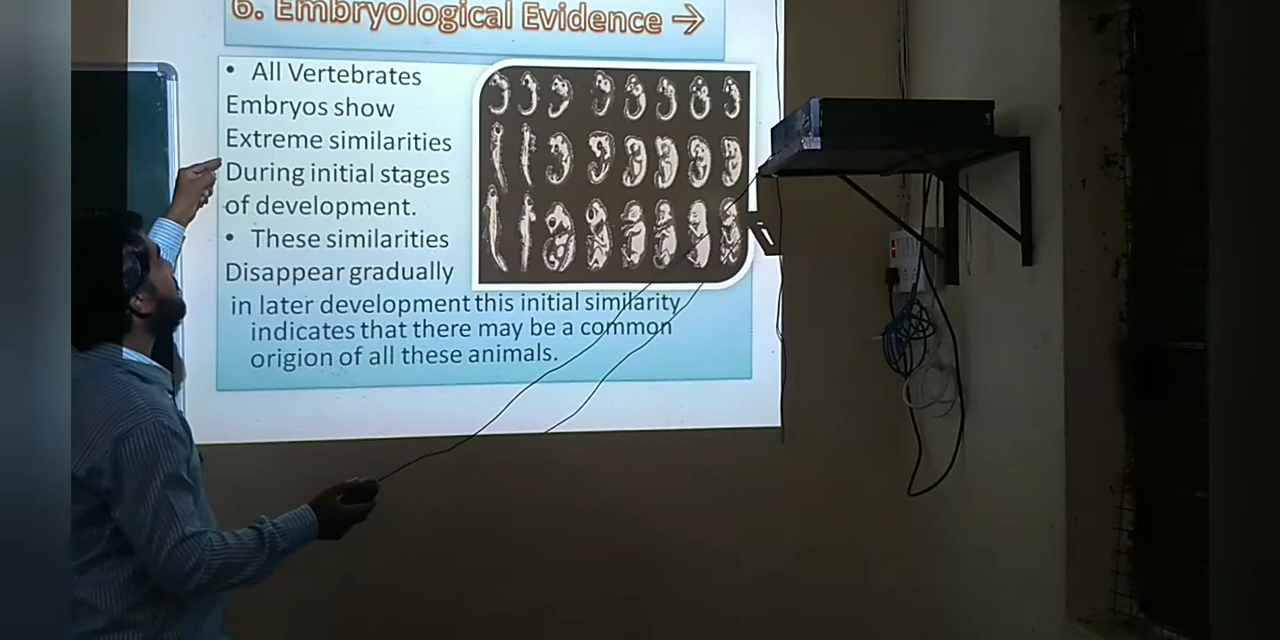 6. Embryological Evidence →
• All Vertebrates
Embryos show
Extreme similarities
During initial stages
of development.
• These similarities
Disappear gradually
in later development this initial similarity
indicates that there may be a common
origion of all these animals.